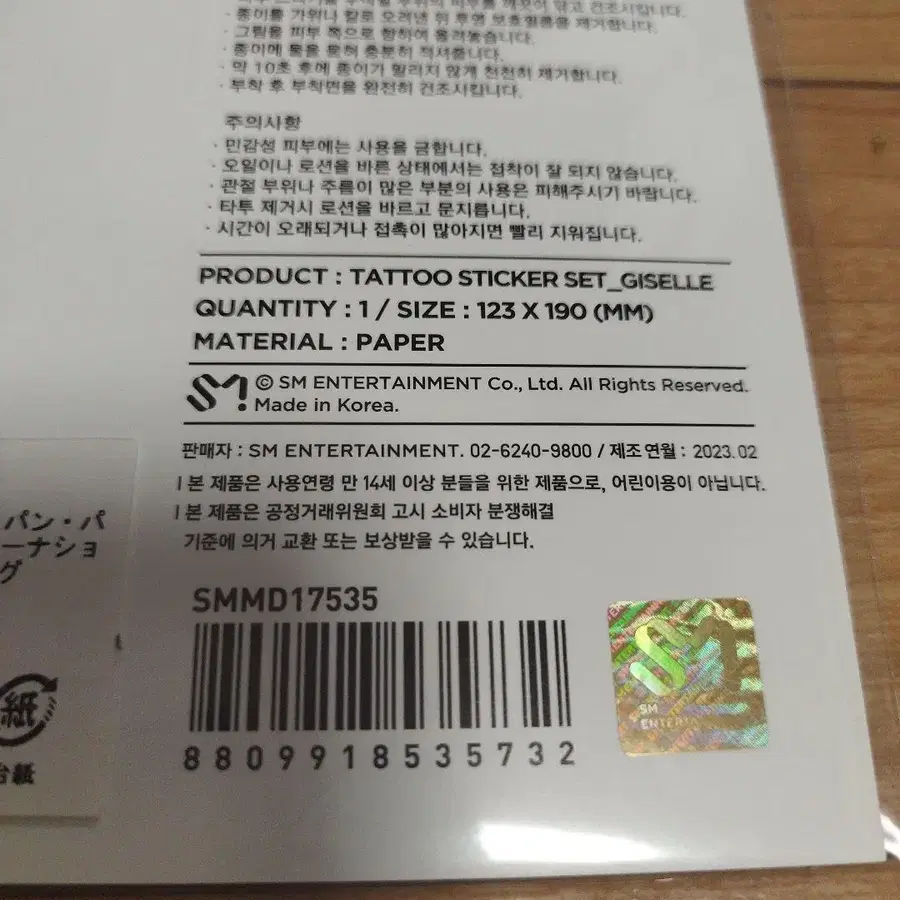 · 종이를 가위나 칼로 오려낸 뒤 투명 보호필름을 제거합니다.
· 그림을 피부 쪽으로 향하여 올려놓습니다.
· 종이에 물을 묻혀 충분히 적셔줍니다.
· 약 10초 후에 종이가 밀리지 않게 천천히 제거합니다.
· 부착 후 부착면을 완전히 건조시킵니다.
주의사항
· 민감성 피부에는 사용을 금합니다.
· 오일이나 로션을 바른 상태에서는 접착이 잘 되지 않습니다.
· 관절 부위나 주름이 많은 부분의 사용은 피해주시기 바랍니다.
· 타투 제거시 로션을 바르고 문지릅니다.
· 시간이 오래되거나 접촉이 많아지면 빨리 지워집니다.
PRODUCT : TATTOO STICKER SET_GISELLE
QUANTITY : 1 / SIZE : 123 X 190 (MM)
MATERIAL : PAPER
SM! © SM ENTERTAINMENT Co., Ltd. All Rights Reserved.
Made in Korea.
판매자 : SM ENTERTAINMENT. 02-6240-9800 / 제조연월 : 2023.02
l 본 제품은 사용연령 만 14세 이상 분들을 위한 제품으로, 어린이용이 아닙니다.
l 본 제품은 공정거래위원회 고시 소비자 분쟁해결
기준에 의거 교환 또는 보상받을 수 있습니다.
SMMD17535
8809918535732
SM
パン・パ
ーナショ
グ
紙
台紙